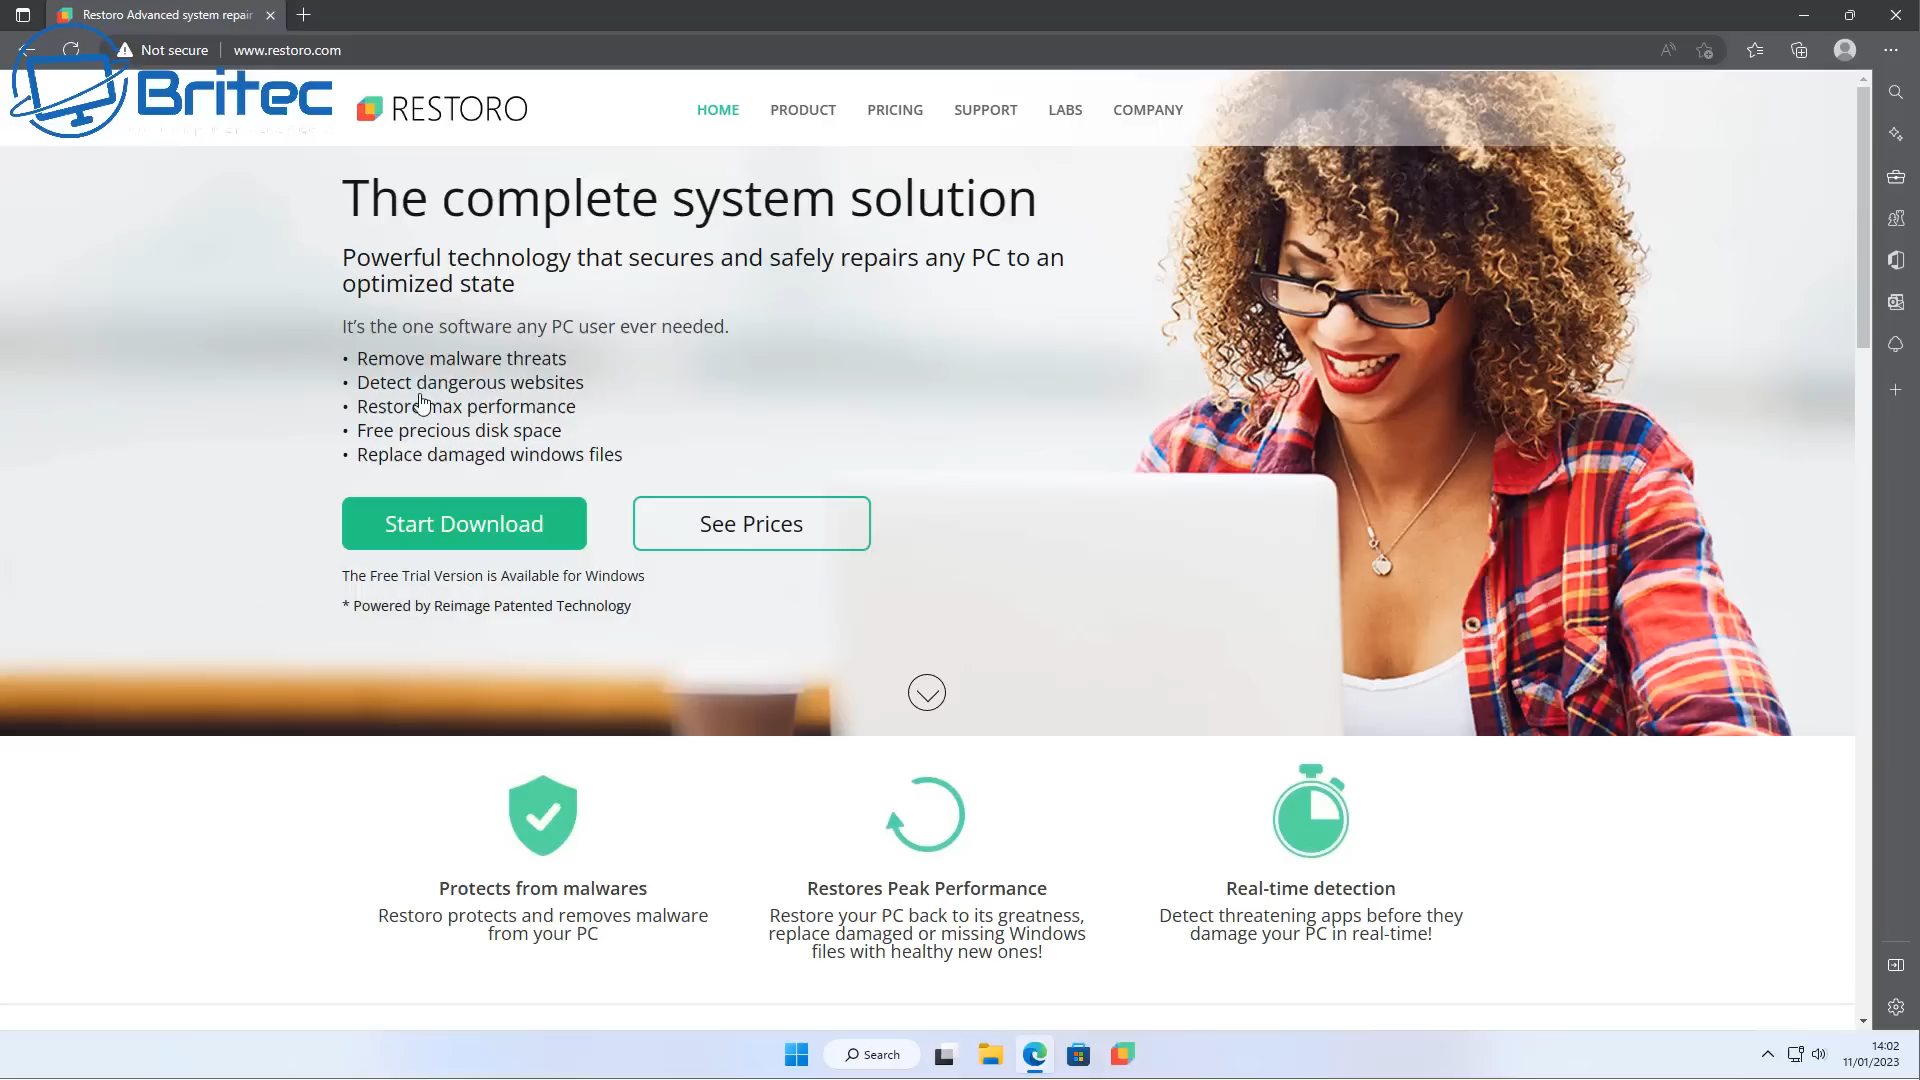 Restoro Advanced system repair
Not secure
www.restoro.com
Britec
RESTORO
HOME
PRODUCT
PRICING
SUPPORT
LABS
COMPANY
The complete system solution
Powerful technology that secures and safely repairs any PC to an
optimized state
It's the one software any PC user ever needed.
• Remove malware threats
• Detect dangerous websites
• Restore max performance
• Free precious disk space
• Replace damaged windows files
Start Download
See Prices
The Free Trial Version is Available for Windows
* Powered by Reimage Patented Technology
Protects from malwares
Restoro protects and removes malware
from your PC
Restores Peak Performance
Restore your PC back to its greatness,
replace damaged or missing Windows
files with healthy new ones!
Real-time detection
Detect threatening apps before they
damage your PC in real-time!
Search
14:02
11/01/2023